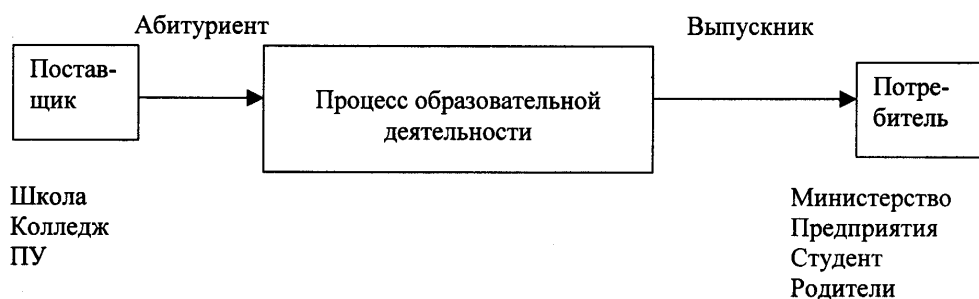 Абитуриент
Выпускник
Постав-
щик
Процесс образовательной
деятельности
Потре-
битель
Школа
Колледж
ПУ
Министерство
Предприятия
Студент
Родители